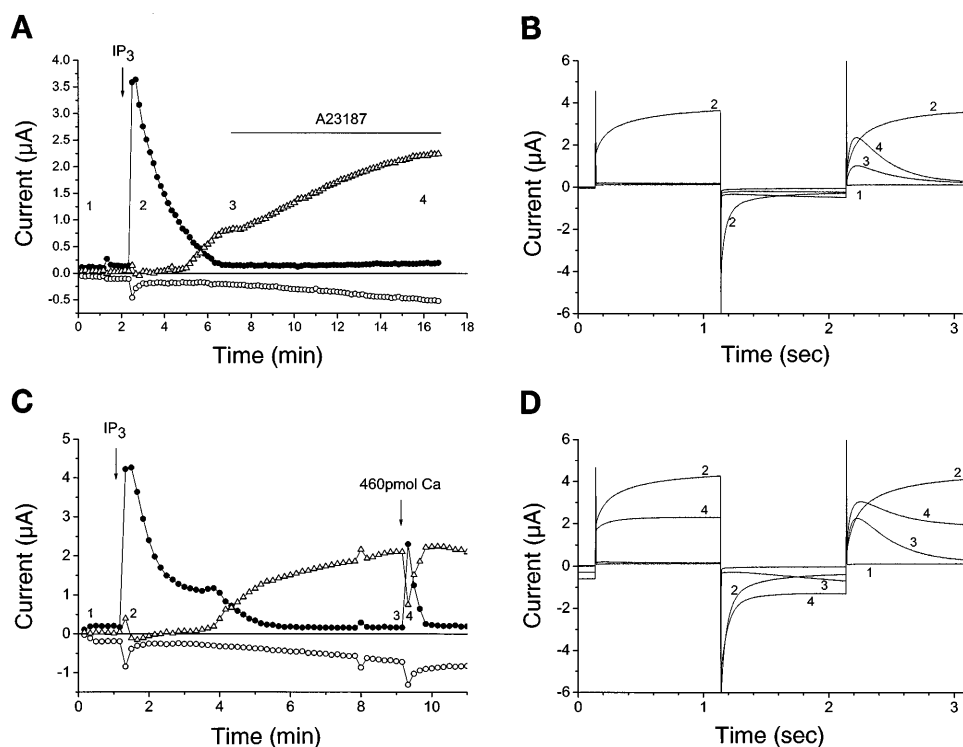 A
IP3
A23187
1
2
3
4
Current (μA)
4.0
3.5
3.0
2.5
2.0
1.5
1.0
0.5
0.0
-0.5
0 2 4 6 8 10 12 14 16 18
Time (min)
B
2
2
4
3
1
2
Current (μA)
6
4
2
0
-2
-4
-6
0 1 2 3
Time (sec)
C
IP3
460pmol Ca
1
2
3 4
Current (μA)
5
4
3
2
1
0
-1
0 2 4 6 8 10
Time (min)
D
2
4
2
4
3
1
2
3
4
Current (μA)
6
4
2
0
-2
-4
-6
0 1 2 3
Time (sec)